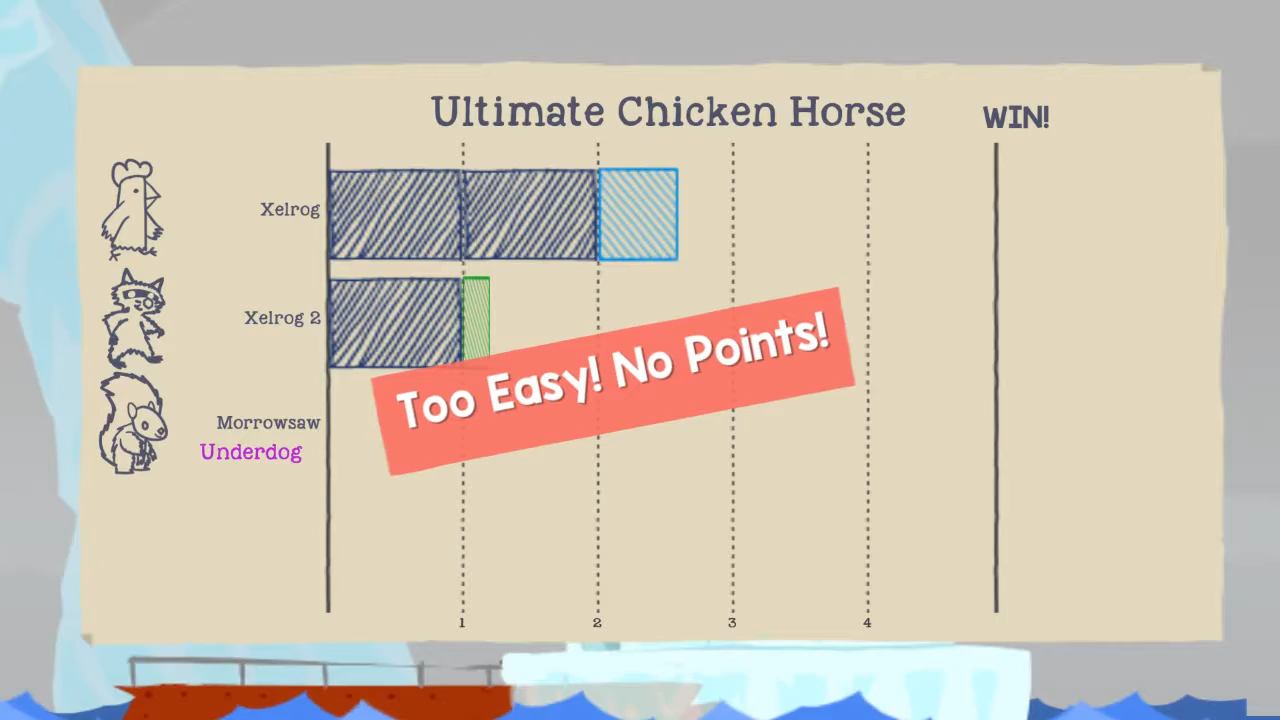 Ultimate Chicken Horse
WIN!
Xelrog
Xelrog 2
Too Easy! No Points!
Morrowsaw
Underdog
1
2
3
4